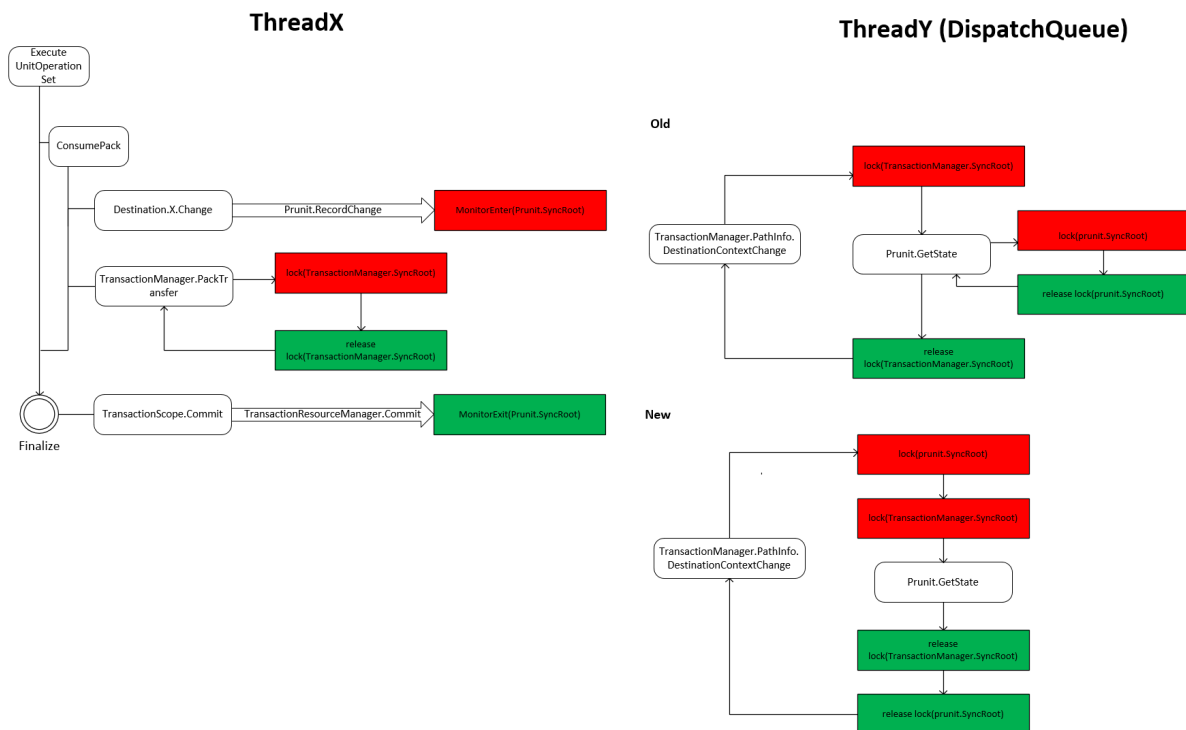 ThreadX
Execute
UnitOperation
Set
ConsumePack
Destination.X.Change
Prunit.RecordChange
MonitorEnter(Prunit.SyncRoot)
TransactionManager.PackTr
ansfer
lock(TransactionManager.SyncRoot)
release
lock(TransactionManager.SyncRoot)
TransactionScope.Commit
TransactionResourceManager.Commit
MonitorExit(Prunit.SyncRoot)
Finalize
ThreadY (DispatchQueue)
Old
lock(TransactionManager.SyncRoot)
TransactionManager.PathInfo.
DestinationContextChange
Prunit.GetState
lock(prunit.SyncRoot)
release lock(prunit.SyncRoot)
release
lock(TransactionManager.SyncRoot)
New
lock(prunit.SyncRoot)
lock(TransactionManager.SyncRoot)
TransactionManager.PathInfo.
DestinationContextChange
Prunit.GetState
release
lock(TransactionManager.SyncRoot)
release lock(prunit.SyncRoot)